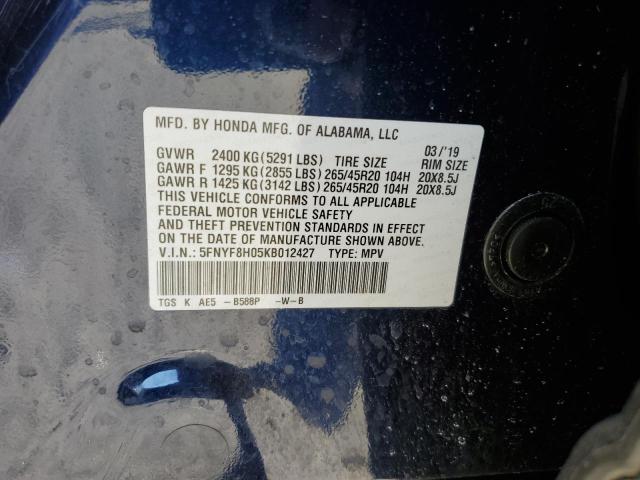 MFD. BY HONDA MFG. OF ALABAMA, LLC 03/'19
GVWR 2400 KG (5291 LBS) TIRE SIZE RIM SIZE
GAWR F 1295 KG (2855 LBS) 265/45R20 104H 20X8.5J
GAWR R 1425 KG (3142 LBS) 265/45R20 104H 20X8.5J
THIS VEHICLE CONFORMS TO ALL APPLICABLE
FEDERAL MOTOR VEHICLE SAFETY
AND THEFT PREVENTION STANDARDS IN EFFECT
ON THE DATE OF MANUFACTURE SHOWN ABOVE.
V.I.N.: 5FNYF8H05KB012427 TYPE: MPV
TGS K AE5 -B588P -W-B